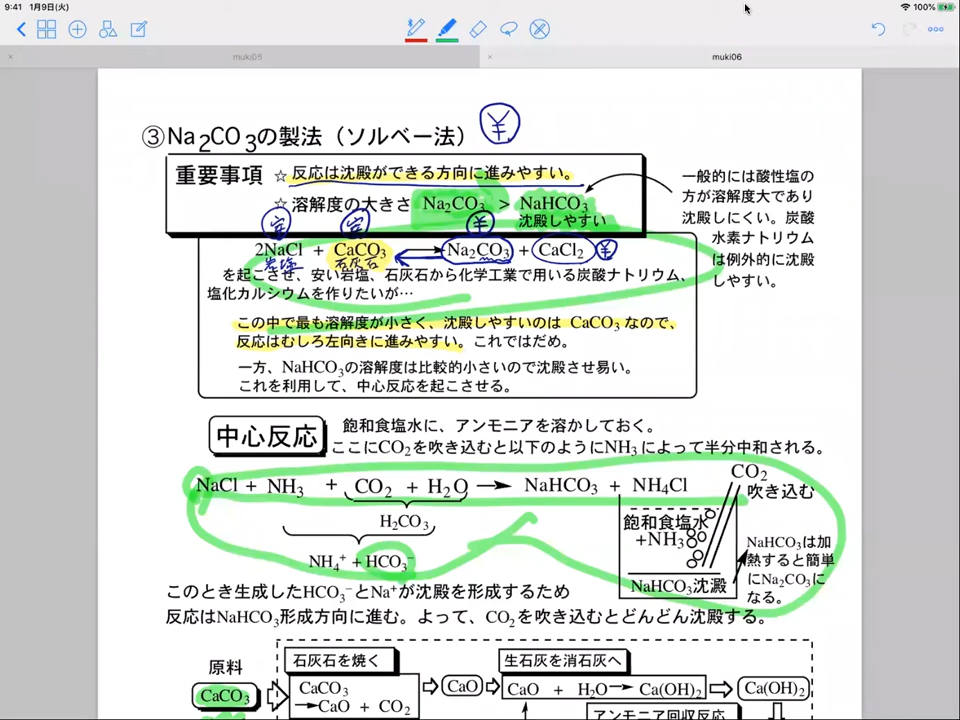 9:41 1月9日(火)
100%
muki05
muki06
③Na2CO3の製法（ソルベー法）
¥
重要事項 ☆ 反応は沈殿ができる方向に進みやすい。
☆ 溶解度の大きさ Na2CO3 > NaHCO3
沈殿しやすい
一般的には酸性塩の
方が溶解度大であり
沈殿しにくい。炭酸
水素ナトリウム
は例外的に沈殿
しやすい。
安 安 ¥
2NaCl + CaCO3 ⟷ Na2CO3 + CaCl2 ¥
岩塩 石灰石
を起こさせ、安い岩塩、石灰石から化学工業で用いる炭酸ナトリウム、
塩化カルシウムを作りたいが…
この中で最も溶解度が小さく、沈殿しやすいのは CaCO3 なので、
反応はむしろ左向きに進みやすい。これではだめ。
一方、NaHCO3の溶解度は比較的小さいので沈殿させ易い。
これを利用して、中心反応を起こさせる。
中心反応
飽和食塩水に、アンモニアを溶かしておく。
ここにCO2を吹き込むと以下のようにNH3によって半分中和される。
NaCl + NH3 + CO2 + H2O → NaHCO3 + NH4Cl
H2CO3
NH4+ + HCO3−
CO2
吹き込む
飽和食塩水
+NH3
NaHCO3沈澱
NaHCO3は加
熱すると簡単
にNa2CO3に
なる。
このとき生成したHCO3−とNa+が沈殿を形成するため
反応はNaHCO3形成方向に進む。よって、CO2を吹き込むとどんどん沈殿する。
原料
CaCO3
石灰石を焼く
CaCO3
→CaO + CO2
CaO
生石灰を消石灰へ
CaO + H2O → Ca(OH)2
Ca(OH)2
アンモニア回収反応